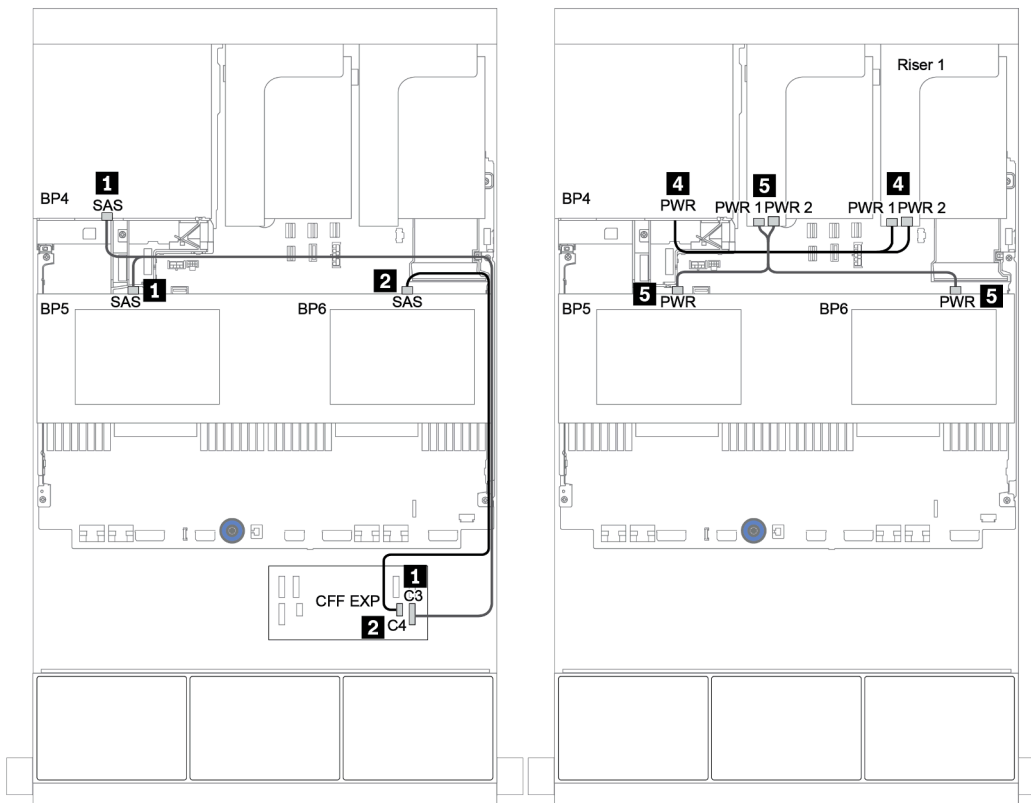 BP4
1
SAS
BP5
SAS
1
2
SAS
BP6
CFF EXP
1
C3
2
C4
Riser 1
BP4
4
PWR
5
PWR 1 PWR 2
4
PWR 1 PWR 2
BP5
5
PWR
BP6
PWR
5